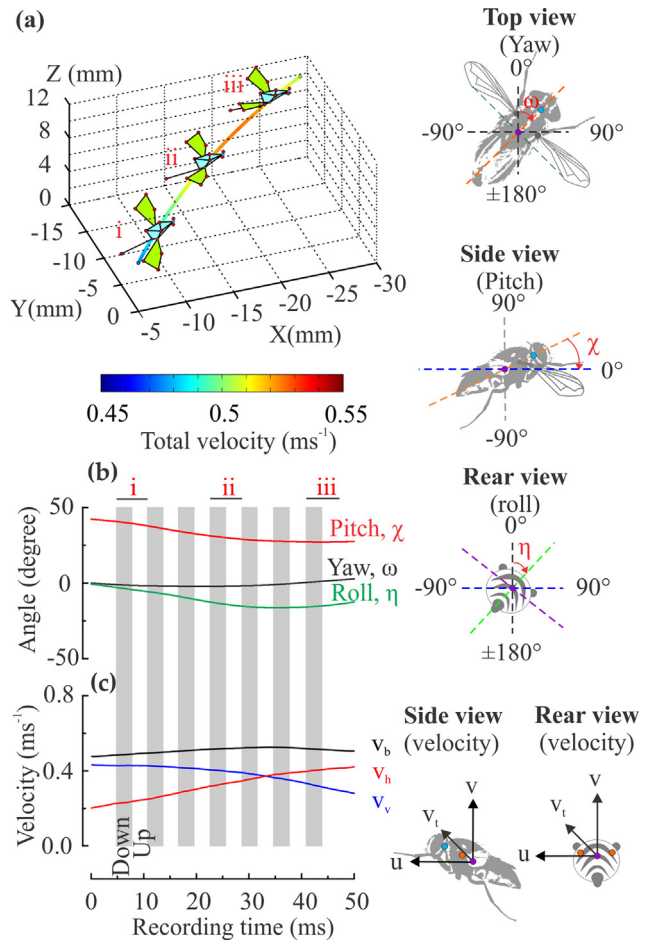 (a)
Z (mm)
12
8
4
0
-15
-10
-5
0
Y(mm)
-5
-10
-15
-20
-25
-30
X(mm)
i
ii
iii
0.45
0.5
0.55
Total velocity (ms⁻¹)
Top view
(Yaw)
0°
ω
-90°
90°
±180°
Side view
(Pitch)
90°
χ
0°
-90°
Rear view
(roll)
0°
η
-90°
90°
±180°
(b)
i
ii
iii
50
0
-50
Angle (degree)
Pitch, χ
Yaw, ω
Roll, η
(c)
0.8
0.4
0.0
Velocity (ms⁻¹)
v_b
v_h
v_v
Down
Up
0
10
20
30
40
50
Recording time (ms)
Side view
(velocity)
v
v_t
u
Rear view
(velocity)
v
v_t
u